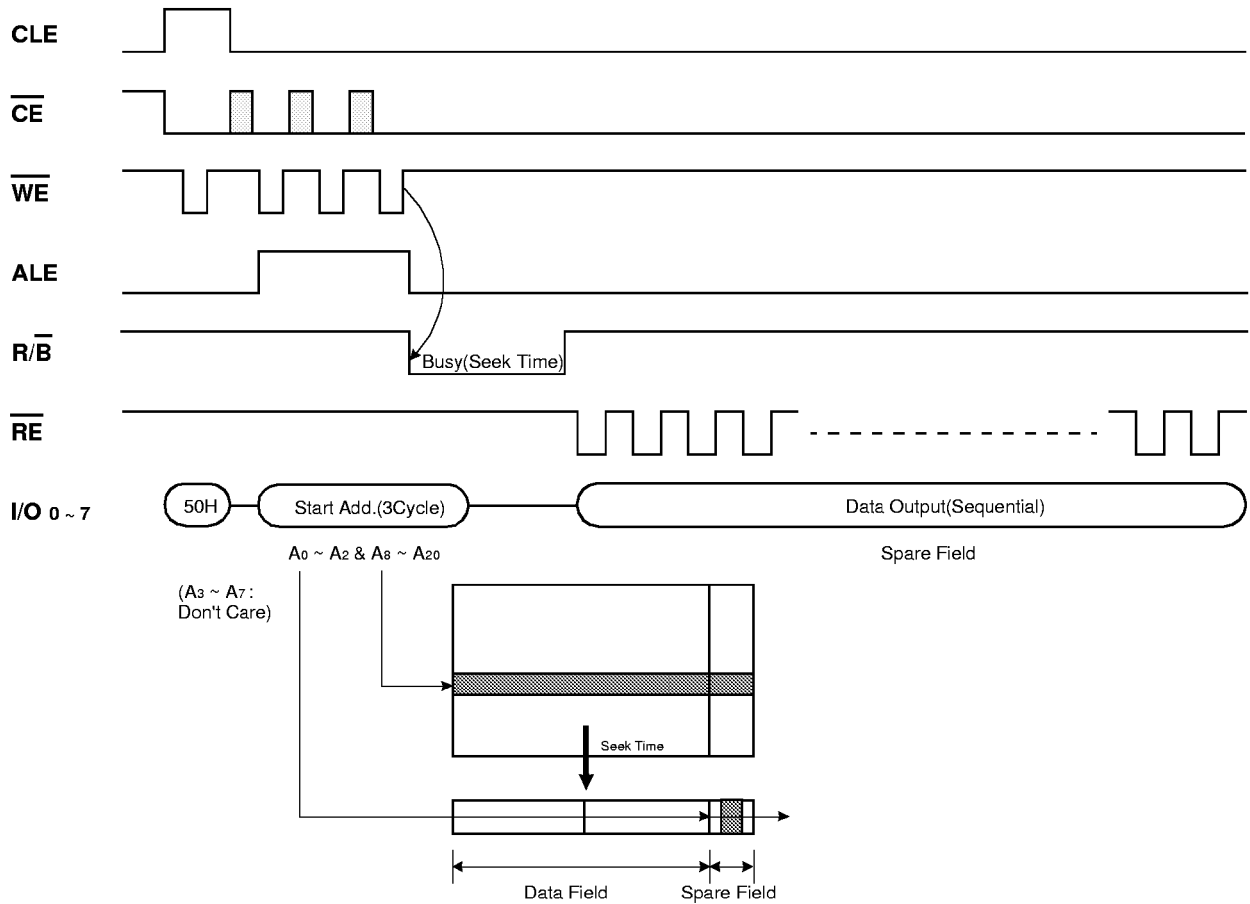 CLE
CE
WE
ALE
R/B
Busy(Seek Time)
RE
I/O 0 ~ 7
50H
Start Add.(3Cycle)
Data Output(Sequential)
A0 ~ A2 & A8 ~ A20
Spare Field
(A3 ~ A7 :
Don't Care)
Seek Time
Data Field
Spare Field